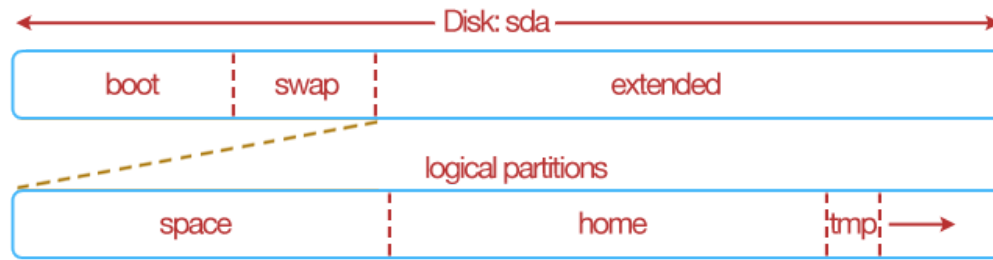 Disk: sda
boot swap extended
logical partitions
space home tmp